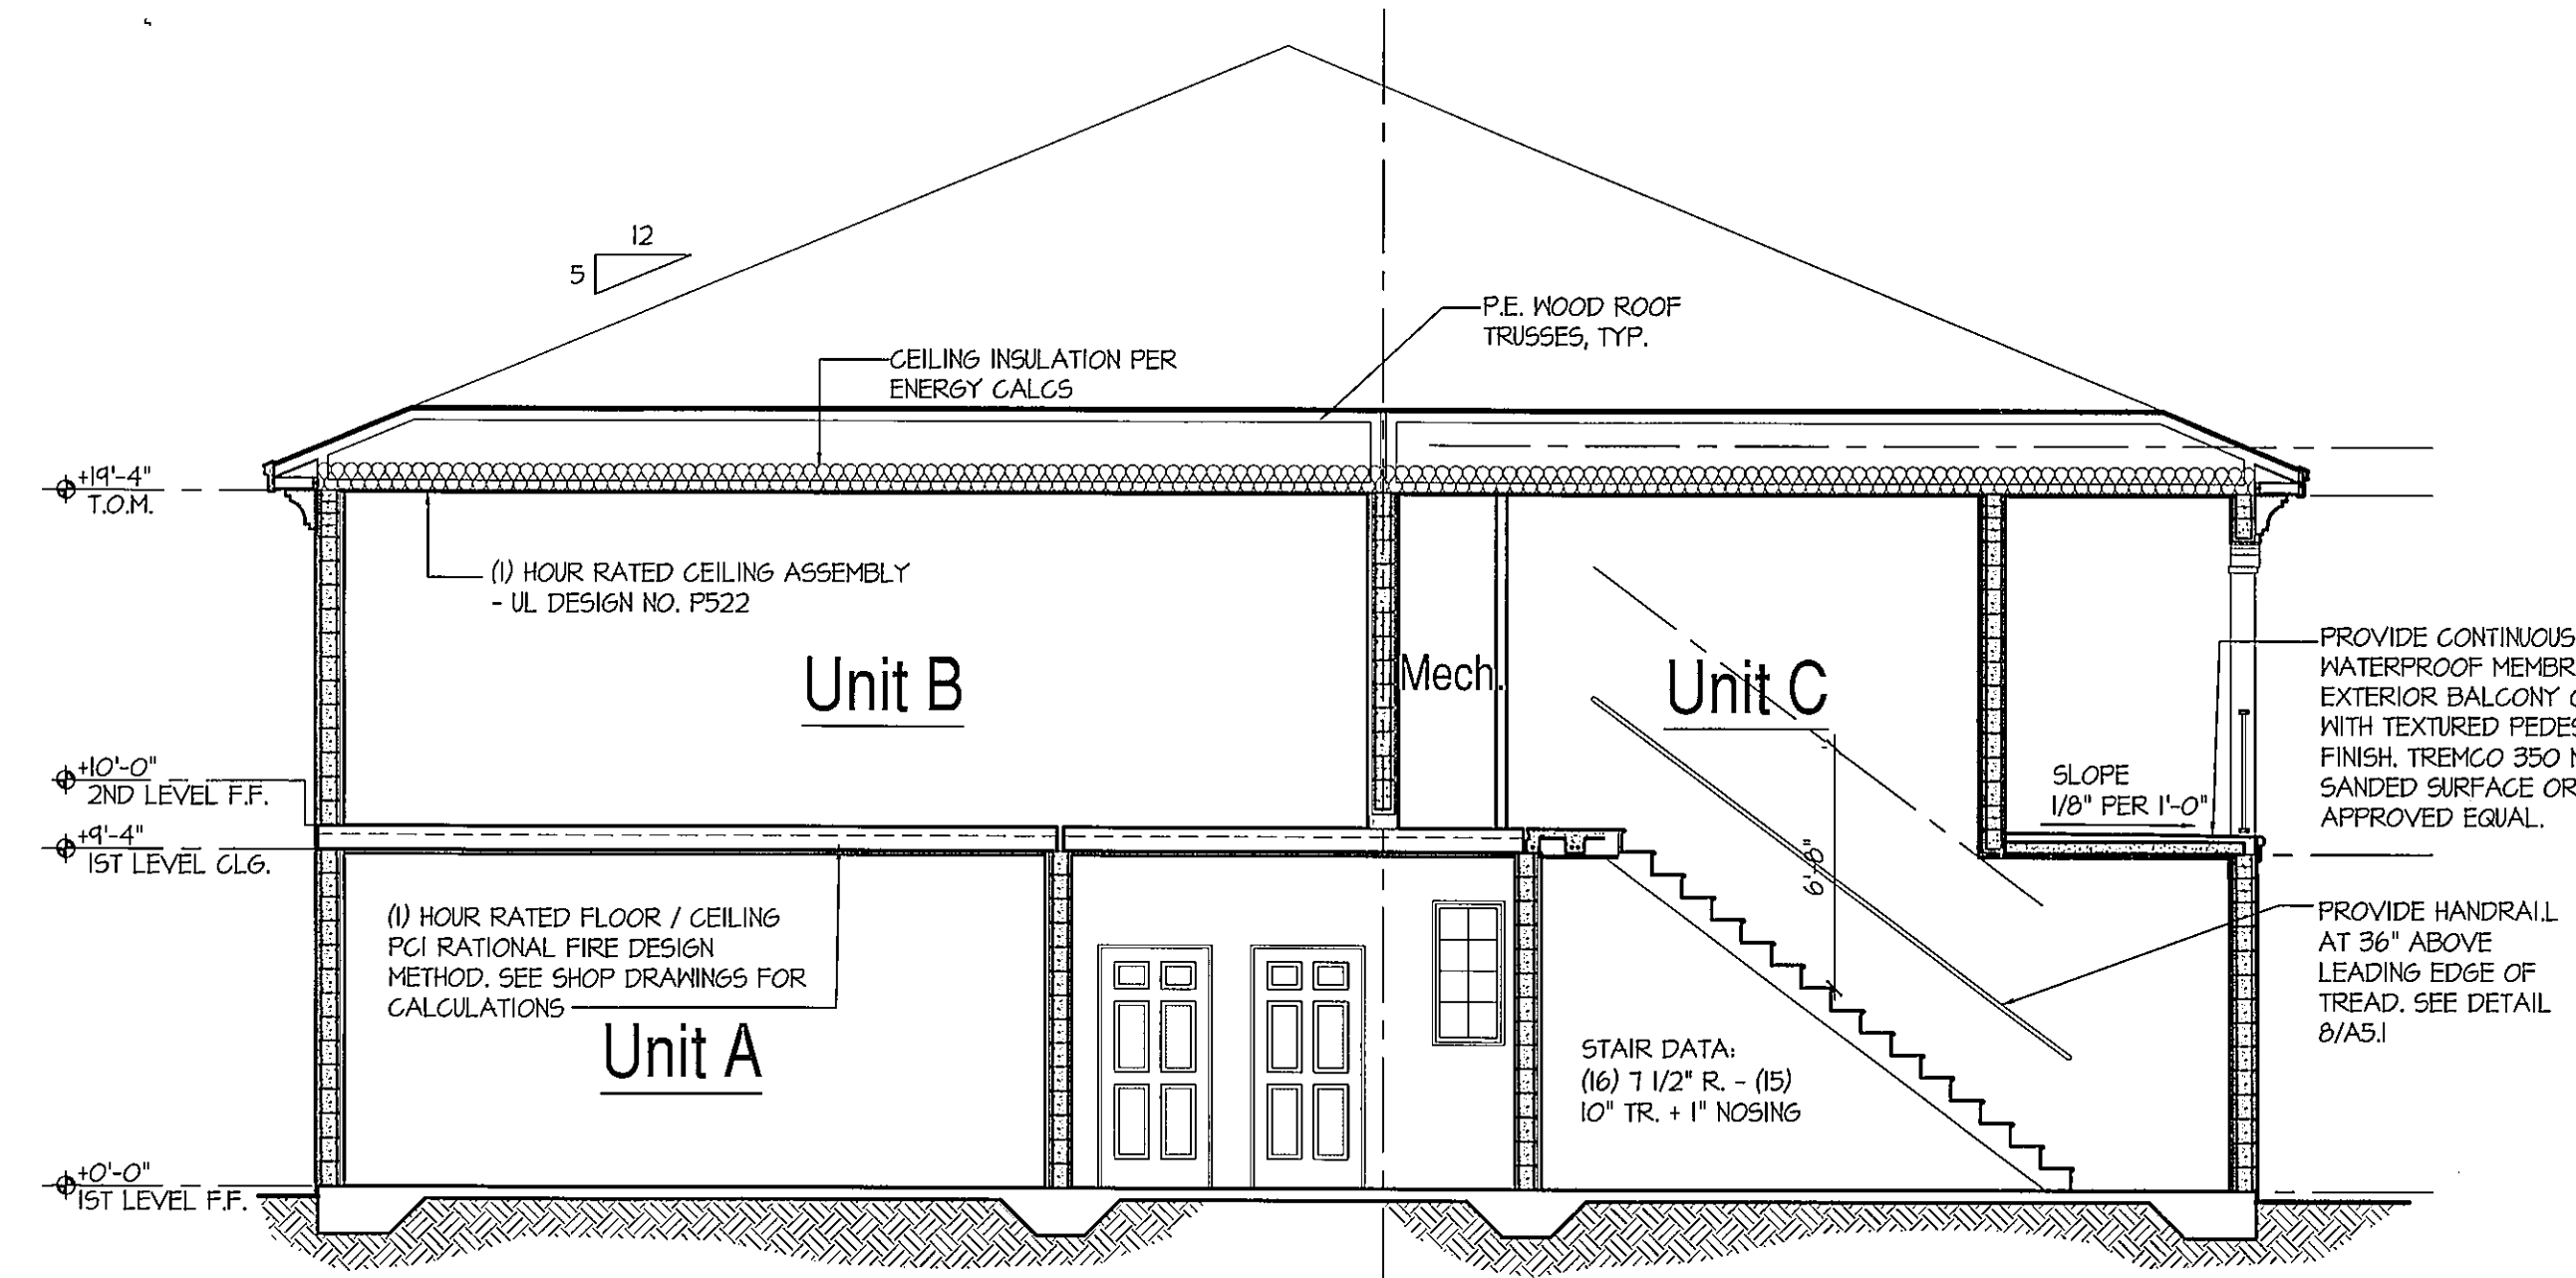 12
5
P.E. WOOD ROOF
TRUSSES, TYP.
CEILING INSULATION PER
ENERGY CALCS
+19'-4"
T.O.M.
(1) HOUR RATED CEILING ASSEMBLY
- UL DESIGN NO. P522
Unit B
Mech.
Unit C
PROVIDE CONTINUOUS
WATERPROOF MEMBR
EXTERIOR BALCONY
WITH TEXTURED PEDES
FINISH. TREMCO 350
SANDED SURFACE OR
APPROVED EQUAL.
SLOPE
1/8" PER 1'-0"
+10'-0"
2ND LEVEL F.F.
+9'-4"
1ST LEVEL CLG.
6'-8"
(1) HOUR RATED FLOOR / CEILING
PCI RATIONAL FIRE DESIGN
METHOD. SEE SHOP DRAWINGS FOR
CALCULATIONS
Unit A
PROVIDE HANDRAIL
AT 36" ABOVE
LEADING EDGE OF
TREAD. SEE DETAIL
8/A5.1
STAIR DATA:
(16) 7 1/2" R. - (15)
10" TR. + 1" NOSING
+0'-0"
1ST LEVEL F.F.